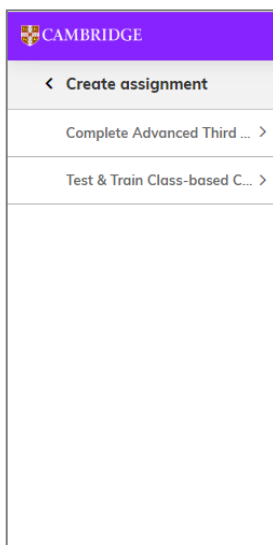 CAMBRIDGE
Create assignment
Complete Advanced Third ...
Test & Train Class-based C...